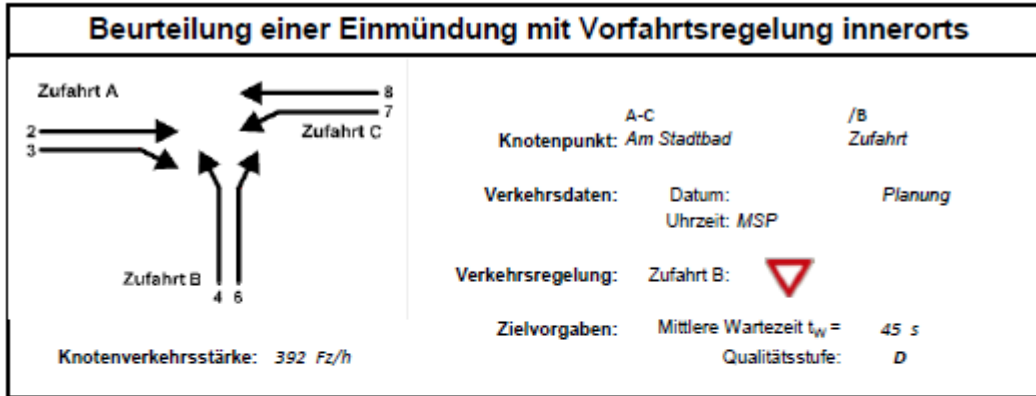 Beurteilung einer Einmündung mit Vorfahrtsregelung innerorts
Zufahrt A
8
7
2
3
Zufahrt C
Zufahrt B
4 6
Knotenverkehrsstärke: 392 Fz/h
A-C /B
Knotenpunkt: Am Stadtbad Zufahrt
Verkehrsdaten: Datum: Planung
Uhrzeit: MSP
Verkehrsregelung: Zufahrt B:
Zielvorgaben: Mittlere Wartezeit tW = 45 s
Qualitätsstufe: D